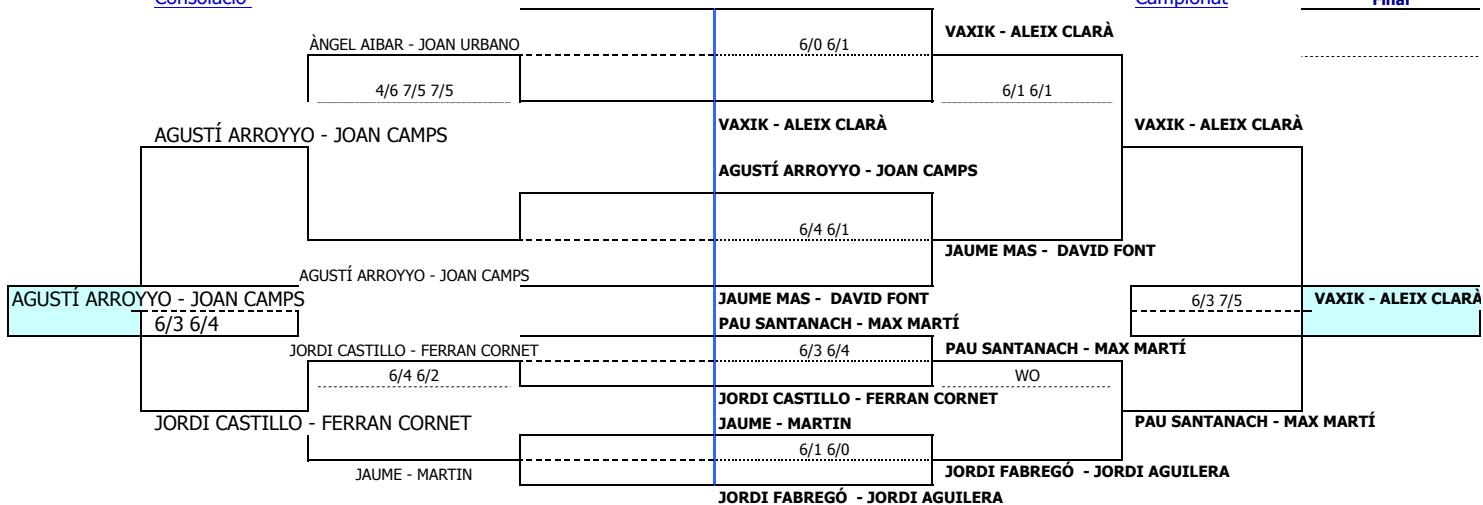 Consolació
Campionat
Final
ÀNGEL AIBAR - JOAN URBANO
6/0 6/1
VAXIK - ALEIX CLARÀ
4/6 7/5 7/5
6/1 6/1
AGUSTÍ ARROYYO - JOAN CAMPS
VAXIK - ALEIX CLARÀ
VAXIK - ALEIX CLARÀ
AGUSTÍ ARROYYO - JOAN CAMPS
6/4 6/1
JAUME MAS - DAVID FONT
AGUSTÍ ARROYYO - JOAN CAMPS
AGUSTÍ ARROYYO - JOAN CAMPS
JAUME MAS - DAVID FONT
6/3 7/5
VAXIK - ALEIX CLARÀ
6/3 6/4
PAU SANTANACH - MAX MARTÍ
JORDI CASTILLO - FERRAN CORNET
6/3 6/4
PAU SANTANACH - MAX MARTÍ
6/4 6/2
WO
JORDI CASTILLO - FERRAN CORNET
JORDI CASTILLO - FERRAN CORNET
JAUME - MARTIN
PAU SANTANACH - MAX MARTÍ
6/1 6/0
JAUME - MARTIN
JORDI FABREGÓ - JORDI AGUILERA
JORDI FABREGÓ - JORDI AGUILERA